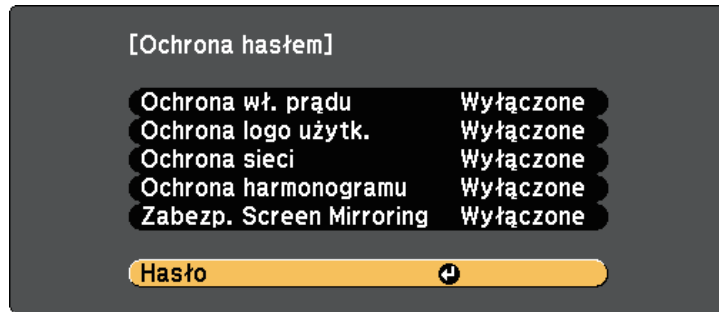 [Ochrona hasłem]
Ochrona wł. prądu Wyłączone
Ochrona logo użytk. Wyłączone
Ochrona sieci Wyłączone
Ochrona harmonogramu Wyłączone
Zabezp. Screen Mirroring Wyłączone
Hasło